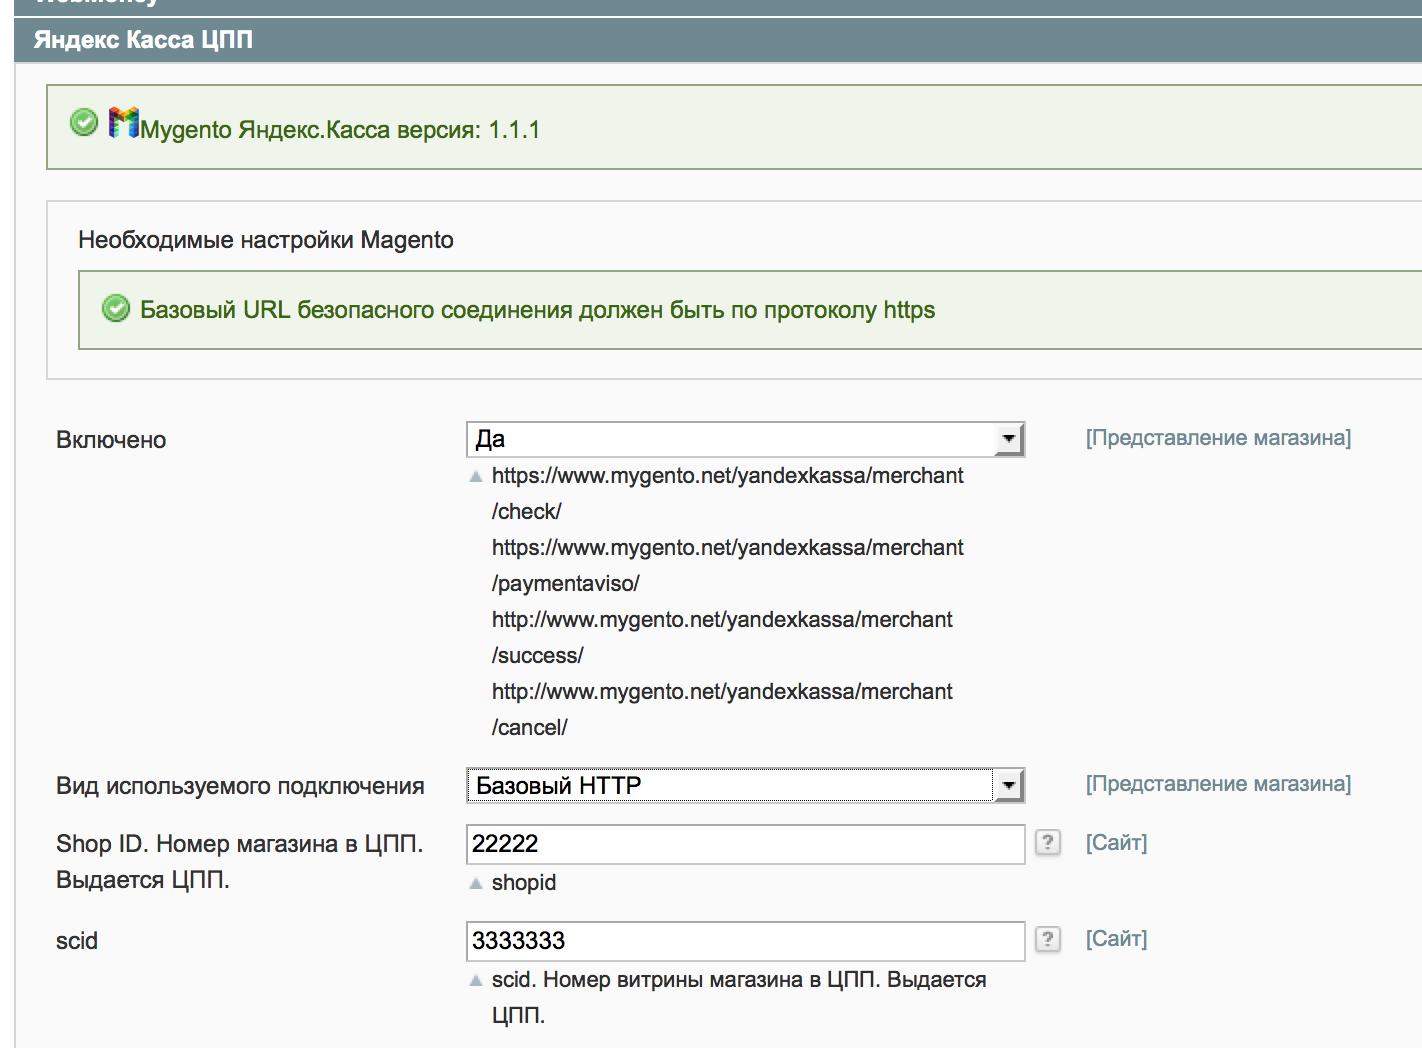 Webmoney
Яндекс Касса ЦПП
Mygento Яндекс.Касса версия: 1.1.1
Необходимые настройки Magento
Базовый URL безопасного соединения должен быть по протоколу https
Включено
Да
[Представление магазина]
https://www.mygento.net/yandexkassa/merchant
/check/
https://www.mygento.net/yandexkassa/merchant
/paymentaviso/
http://www.mygento.net/yandexkassa/merchant
/success/
http://www.mygento.net/yandexkassa/merchant
/cancel/
Вид используемого подключения
Базовый HTTP
[Представление магазина]
Shop ID. Номер магазина в ЦПП.
Выдается ЦПП.
22222
?
[Сайт]
shopid
scid
3333333
?
[Сайт]
scid. Номер витрины магазина в ЦПП. Выдается
ЦПП.